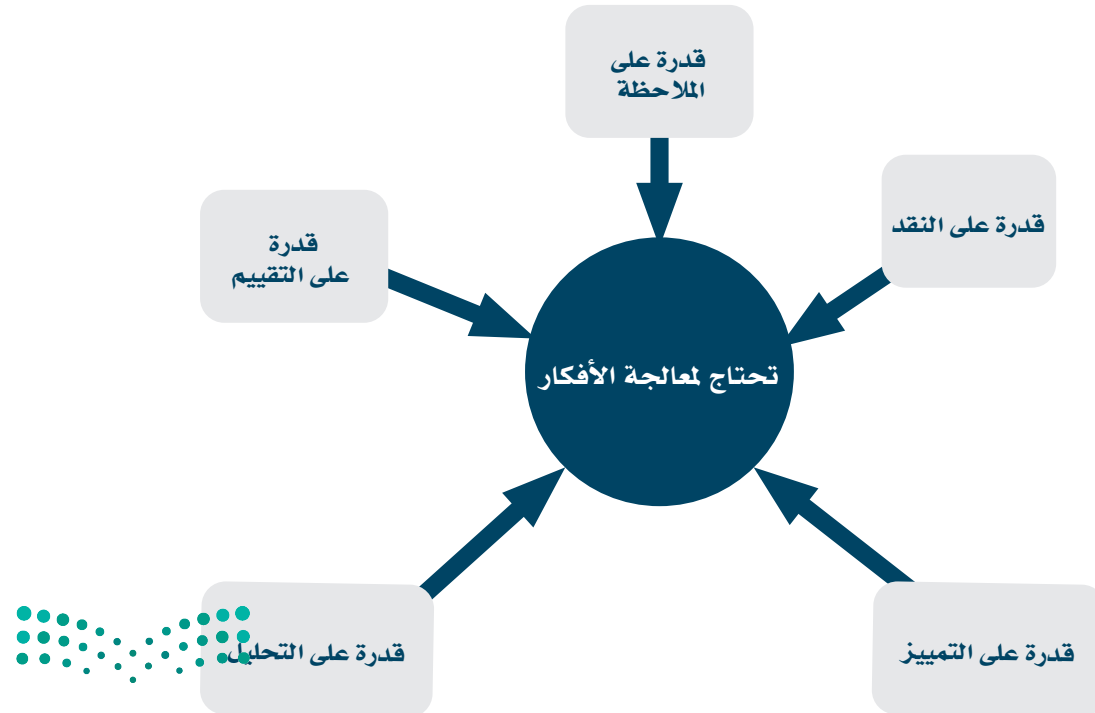 قدرة على
الملاحظة
قدرة على النقد
قدرة
على التقييم
تحتاج لمعالجة الأفكار
قدرة على التمييز
قدرة على التحليل